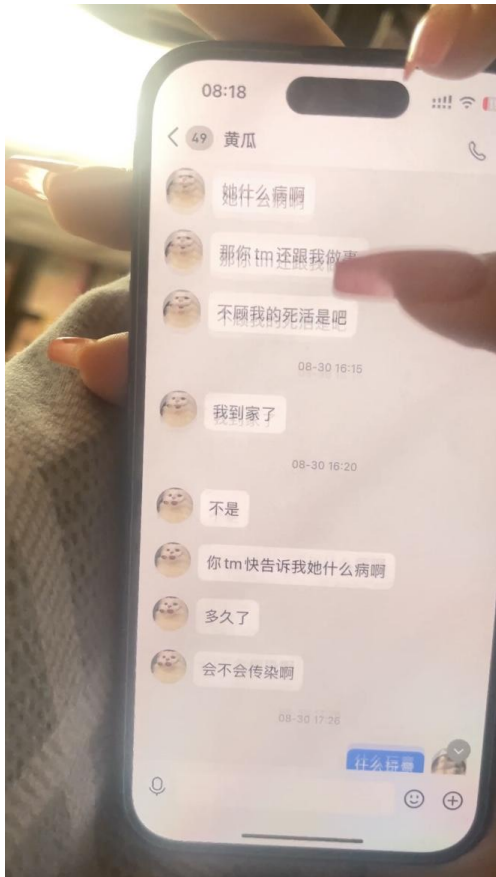 08:18
49 黄瓜
她什么病啊
那你tm还跟我做
不顾我的死活是吧
08-30 16:15
我到家了
08-30 16:20
不是
你tm快告诉我她什么病啊
多久了
会不会传染啊
08-30 17:26
什么玩意